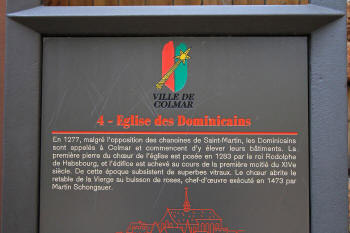 VILLE DE
COLMAR
4 - Eglise des Dominicains
En 1277, malgré l'opposition des chanoines de Saint-Martin, les Dominicains
sont appelés à Colmar et commencent d'y élever leurs bâtiments. La
première pierre du chœur de l'église est posée en 1283 par le roi Rodolphe
de Habsbourg, et l'édifice est achevé au cours de la première moitié du XIVe
siècle. De cette époque subsistent de superbes vitraux. Le chœur abrite le
retable de la Vierge au buisson de roses, chef-d'œuvre exécuté en 1473 par
Martin Schongauer.